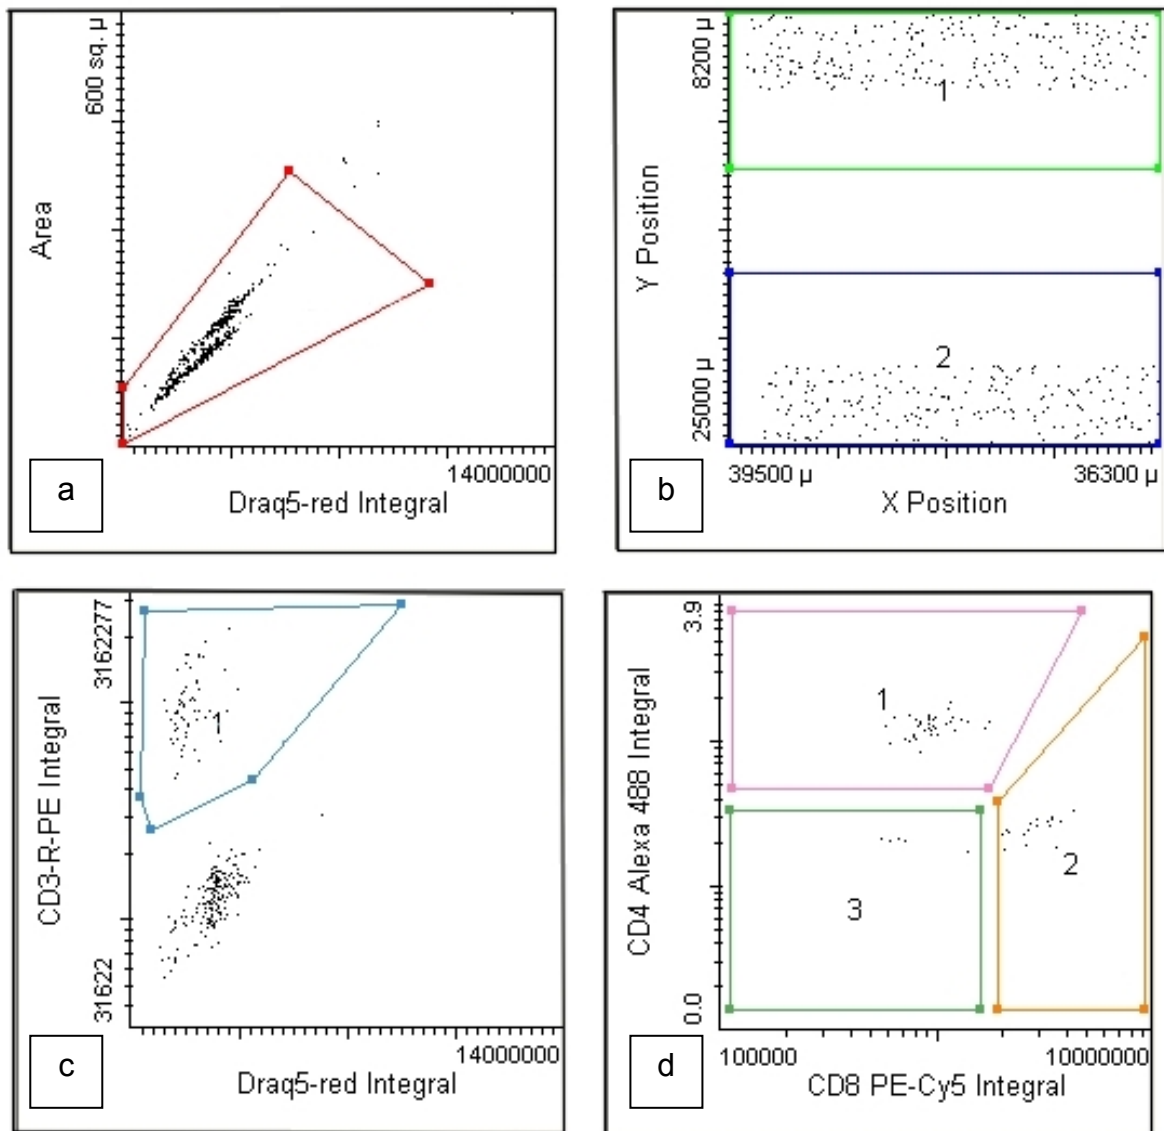 600 sq. µ
Area
14000000
Draq5-red Integral
a
8200 µ
1
Y Position
2
25000 µ
39500 µ
36300 µ
X Position
b
3162277
1
CD3-R-PE Integral
31622
14000000
Draq5-red Integral
c
3.9
1
CD4 Alexa 488 Integral
2
3
0.0
100000
100000000
CD8 PE-Cy5 Integral
d